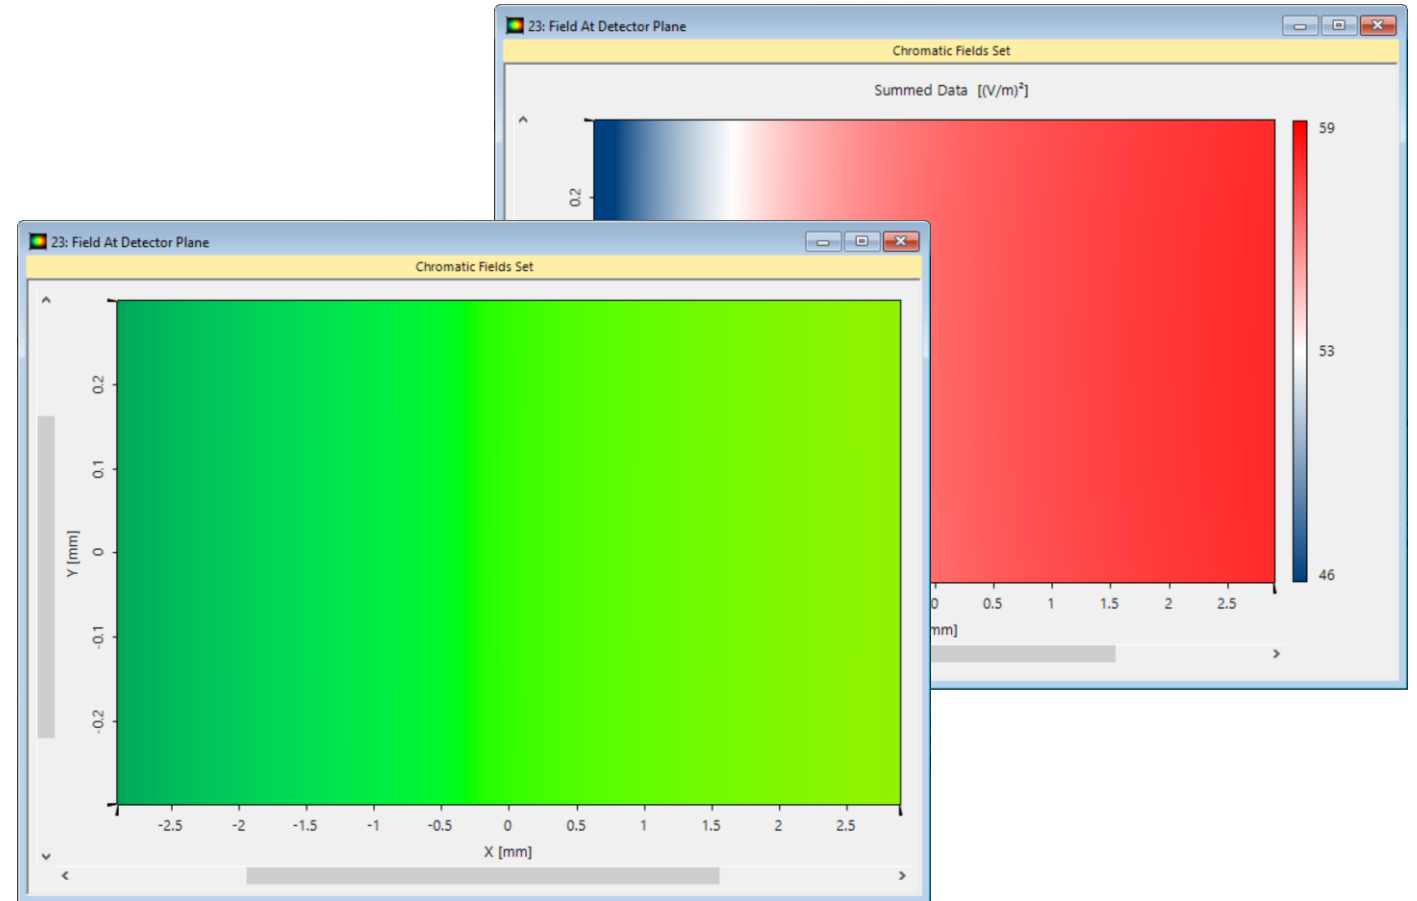 23: Field At Detector Plane
Chromatic Fields Set
Summed Data [(V/m)²]
0.2
59
53
46
0 0.5 1 1.5 2 2.5
mm]
23: Field At Detector Plane
Chromatic Fields Set
0.2
0.1
0
-0.1
-0.2
Y [mm]
-2.5 -2 -1.5 -1 -0.5 0 0.5 1 1.5 2 2.5
X [mm]